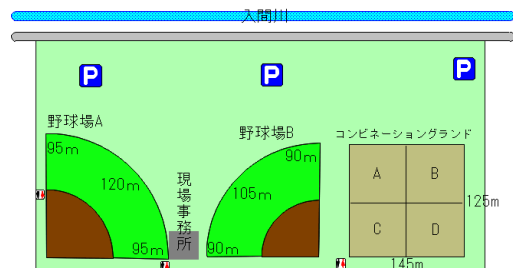 入間川
P
P
P
野球場A
95m
120m
95m
現場事務所
野球場B
90m
105m
90m
コンビネーショングランド
A
B
C
D
125m
145m